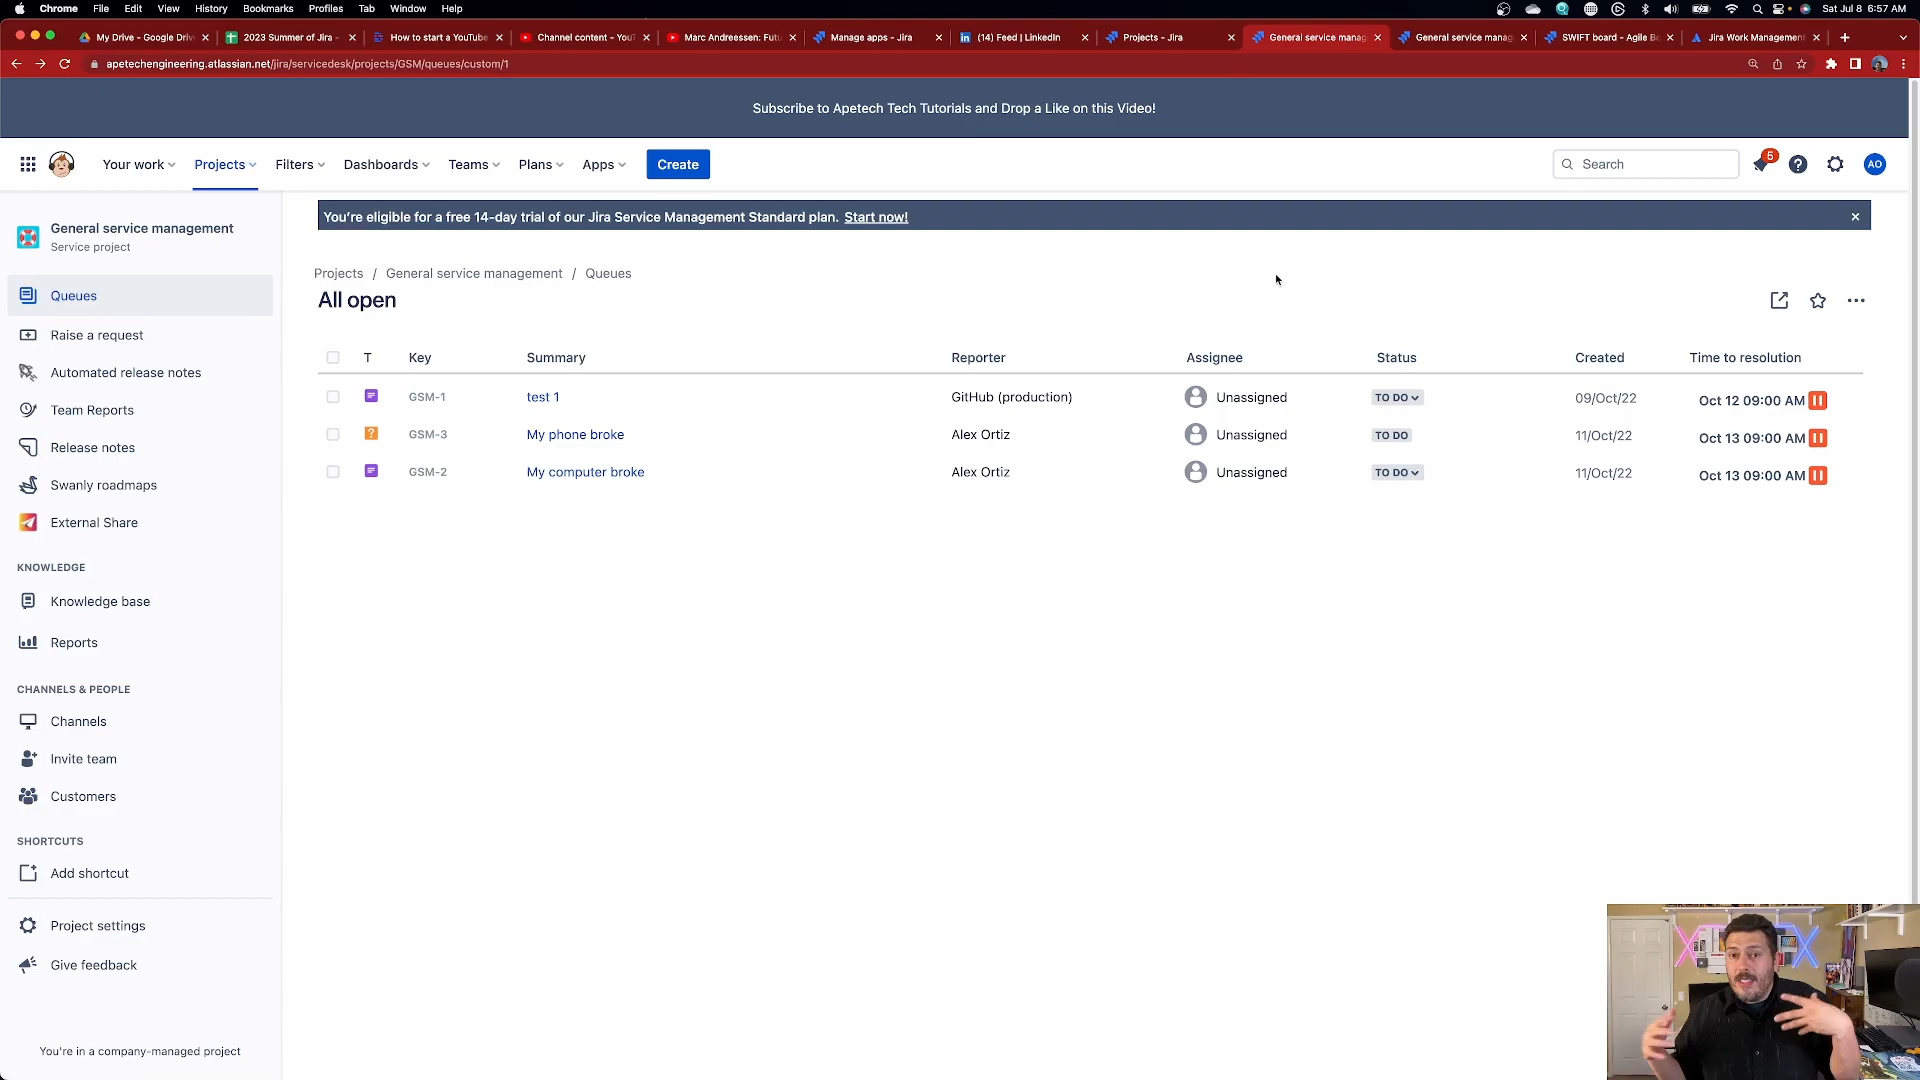 Chrome File Edit View History Bookmarks Profiles Tab Window Help Sat Jul 8 6:57 AM
My Drive - Google Driv 2023 Summer of Jira - How to start a YouTube Channel content - YouT Marc Andreessen: Futu Manage apps - Jira (14) Feed | LinkedIn Projects - Jira General service manag General service manag SWIFT board - Agile Bo Jira Work Management
apetechengineering.atlassian.net/jira/servicedesk/projects/GSM/queues/custom/1
Subscribe to Apetech Tech Tutorials and Drop a Like on this Video!
Your work Projects Filters Dashboards Teams Plans Apps Create Search 5 AO
You're eligible for a free 14-day trial of our Jira Service Management Standard plan. Start now!
General service management
Service project
Queues
Raise a request
Automated release notes
Team Reports
Release notes
Swanly roadmaps
External Share
KNOWLEDGE
Knowledge base
Reports
CHANNELS & PEOPLE
Channels
Invite team
Customers
SHORTCUTS
Add shortcut
Project settings
Give feedback
You're in a company-managed project
Projects / General service management / Queues
All open
T Key Summary Reporter Assignee Status Created Time to resolution
GSM-1 test 1 GitHub (production) Unassigned TO DO 09/Oct/22 Oct 12 09:00 AM
GSM-3 My phone broke Alex Ortiz Unassigned TO DO 11/Oct/22 Oct 13 09:00 AM
GSM-2 My computer broke Alex Ortiz Unassigned TO DO 11/Oct/22 Oct 13 09:00 AM